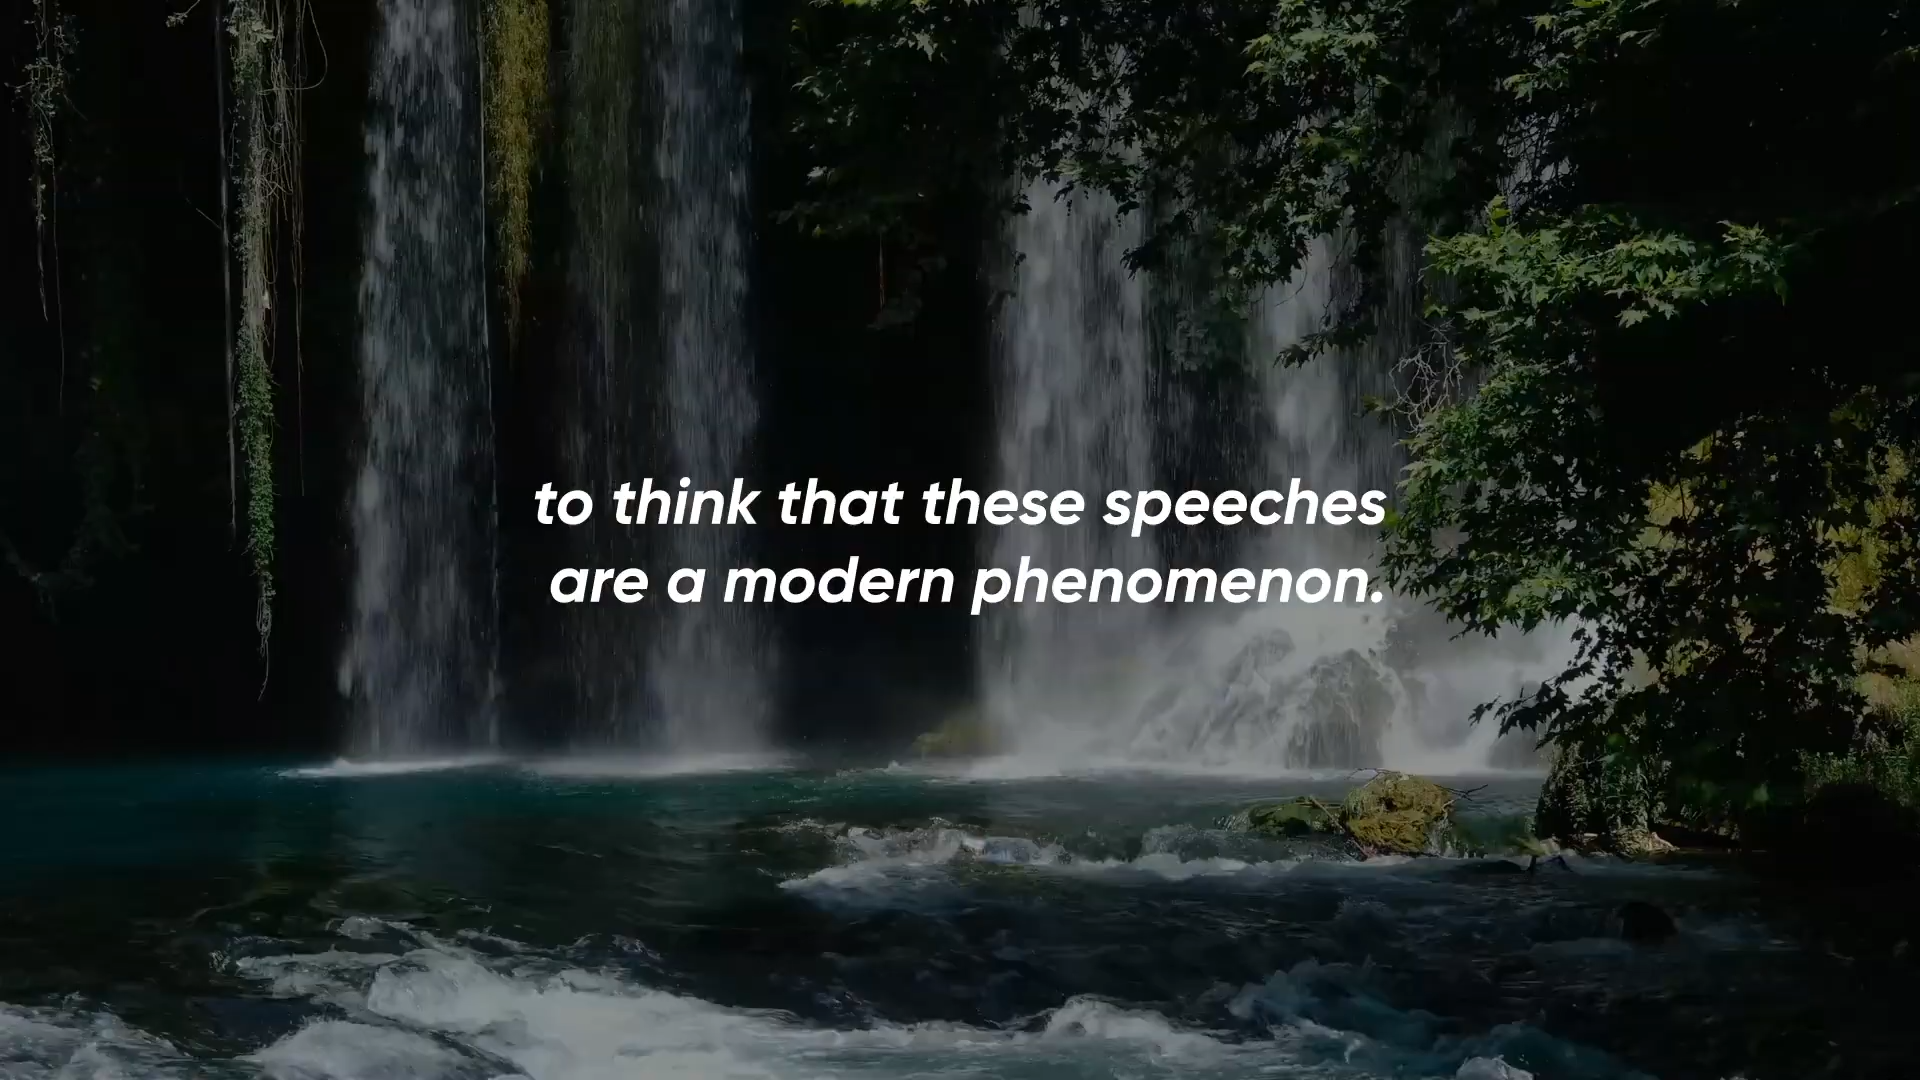 to think that these speeches
are a modern phenomenon.